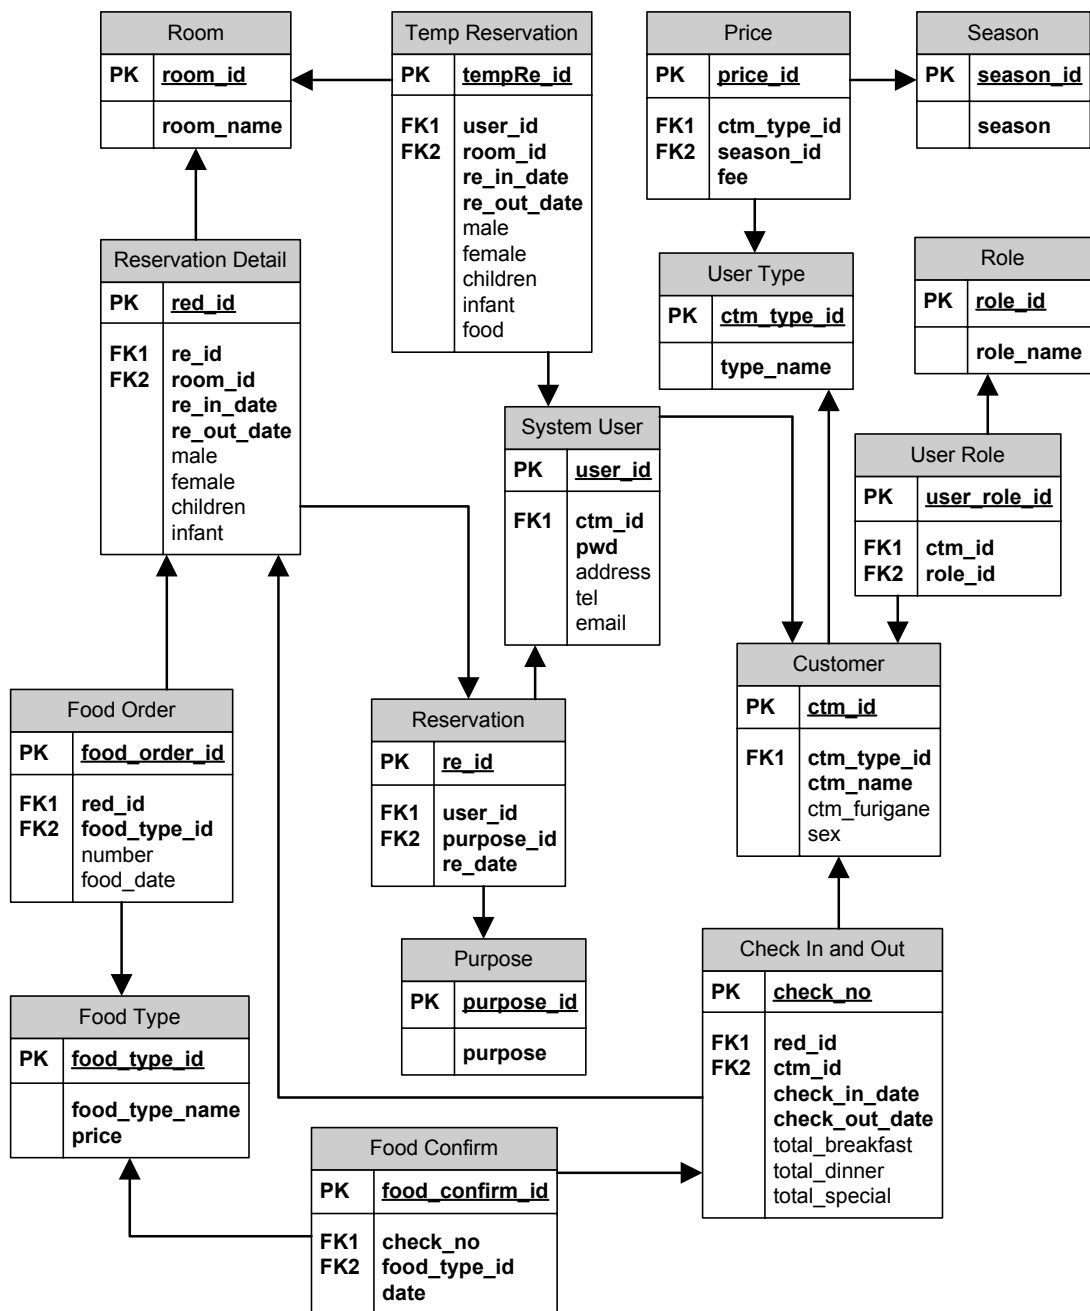 Room
PK room_id
room_name
Temp Reservation
PK tempRe_id
FK1 user_id
FK2 room_id
re_in_date
re_out_date
male
female
children
infant
food
Price
PK price_id
FK1 ctm_type_id
FK2 season_id
fee
Season
PK season_id
season
Reservation Detail
PK red_id
FK1 re_id
FK2 room_id
re_in_date
re_out_date
male
female
children
infant
User Type
PK ctm_type_id
type_name
Role
PK role_id
role_name
System User
PK user_id
FK1 ctm_id
pwd
address
tel
email
User Role
PK user_role_id
FK1 ctm_id
FK2 role_id
Food Order
PK food_order_id
FK1 red_id
FK2 food_type_id
number
food_date
Reservation
PK re_id
FK1 user_id
FK2 purpose_id
re_date
Customer
PK ctm_id
FK1 ctm_type_id
ctm_name
ctm_furigane
sex
Purpose
PK purpose_id
purpose
Check In and Out
PK check_no
FK1 red_id
FK2 ctm_id
check_in_date
check_out_date
total_breakfast
total_dinner
total_special
Food Type
PK food_type_id
food_type_name
price
Food Confirm
PK food_confirm_id
FK1 check_no
FK2 food_type_id
date